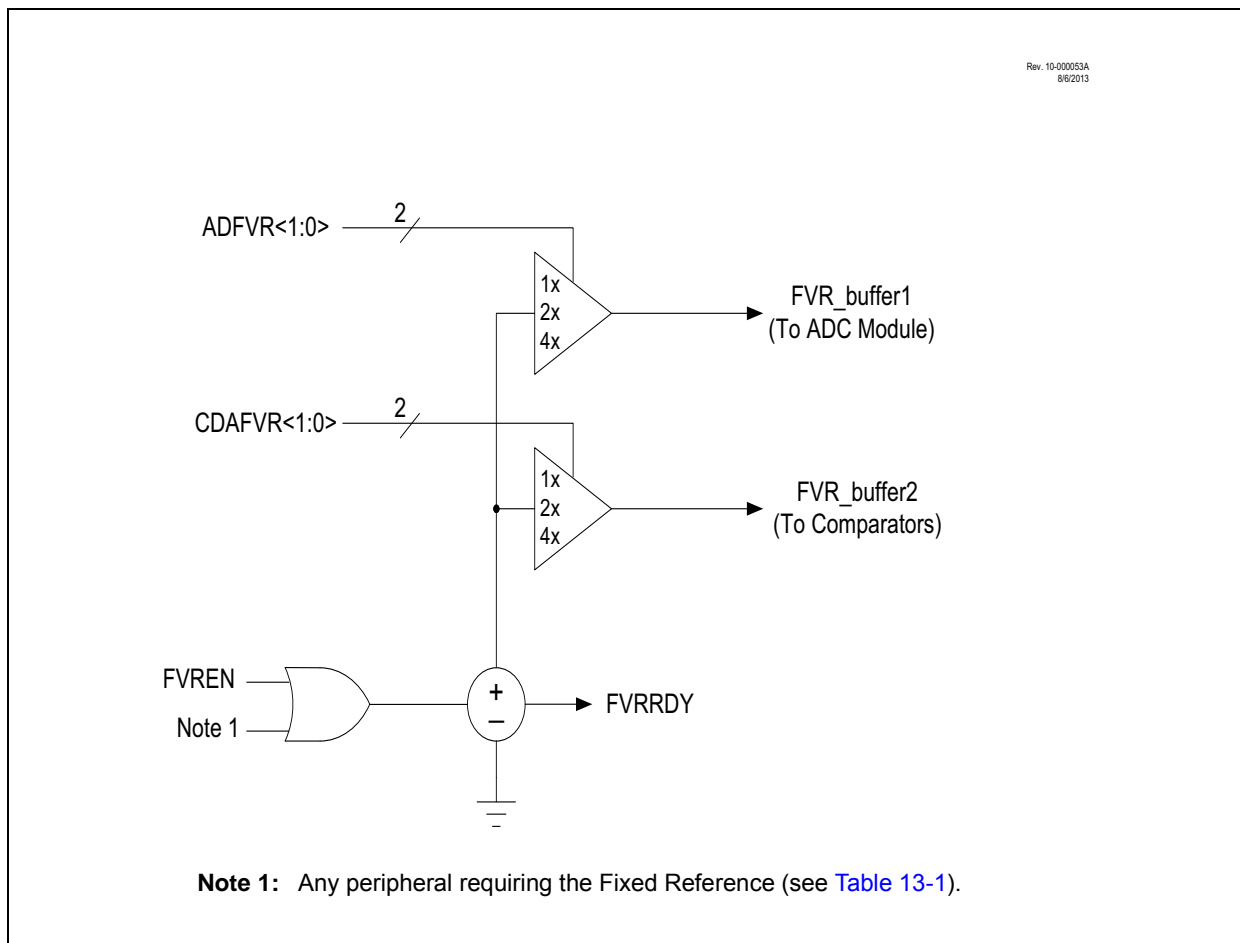 Rev. 10-000053A
8/6/2013
ADFVR<1:0>
2
1x
2x
4x
FVR_buffer1
(To ADC Module)
CDAFVR<1:0>
2
1x
2x
4x
FVR_buffer2
(To Comparators)
FVREN
Note 1
+
–
FVRRDY
Note 1: Any peripheral requiring the Fixed Reference (see Table 13-1).